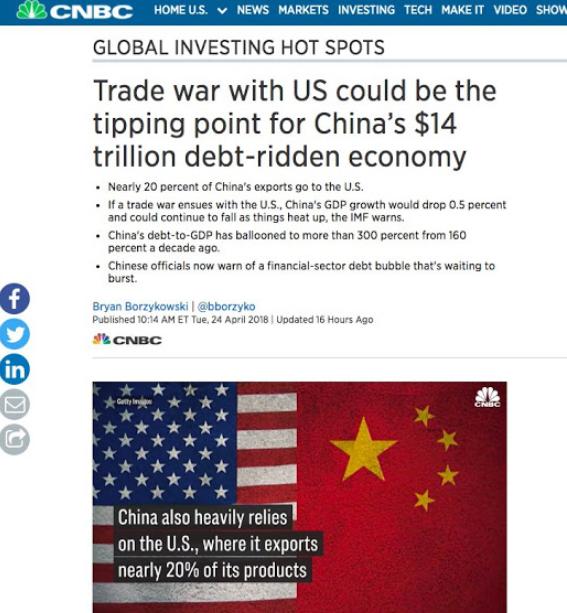 CNBC HOME U.S. NEWS MARKETS INVESTING TECH MAKE IT VIDEO SHOW
GLOBAL INVESTING HOT SPOTS
Trade war with US could be the
tipping point for China’s $14
trillion debt-ridden economy
• Nearly 20 percent of China's exports go to the U.S.
• If a trade war ensues with the U.S., China's GDP growth would drop 0.5 percent
and could continue to fall as things heat up, the IMF warns.
• China's debt-to-GDP has ballooned to more than 300 percent from 160
percent a decade ago.
• Chinese officials now warn of a financial-sector debt bubble that's waiting to
burst.
Bryan Borzykowski | @bborzyko
Published 10:14 AM ET Tue, 24 April 2018 | Updated 16 Hours Ago
CNBC
Getty Images
CNBC
China also heavily relies
on the U.S., where it exports
nearly 20% of its products